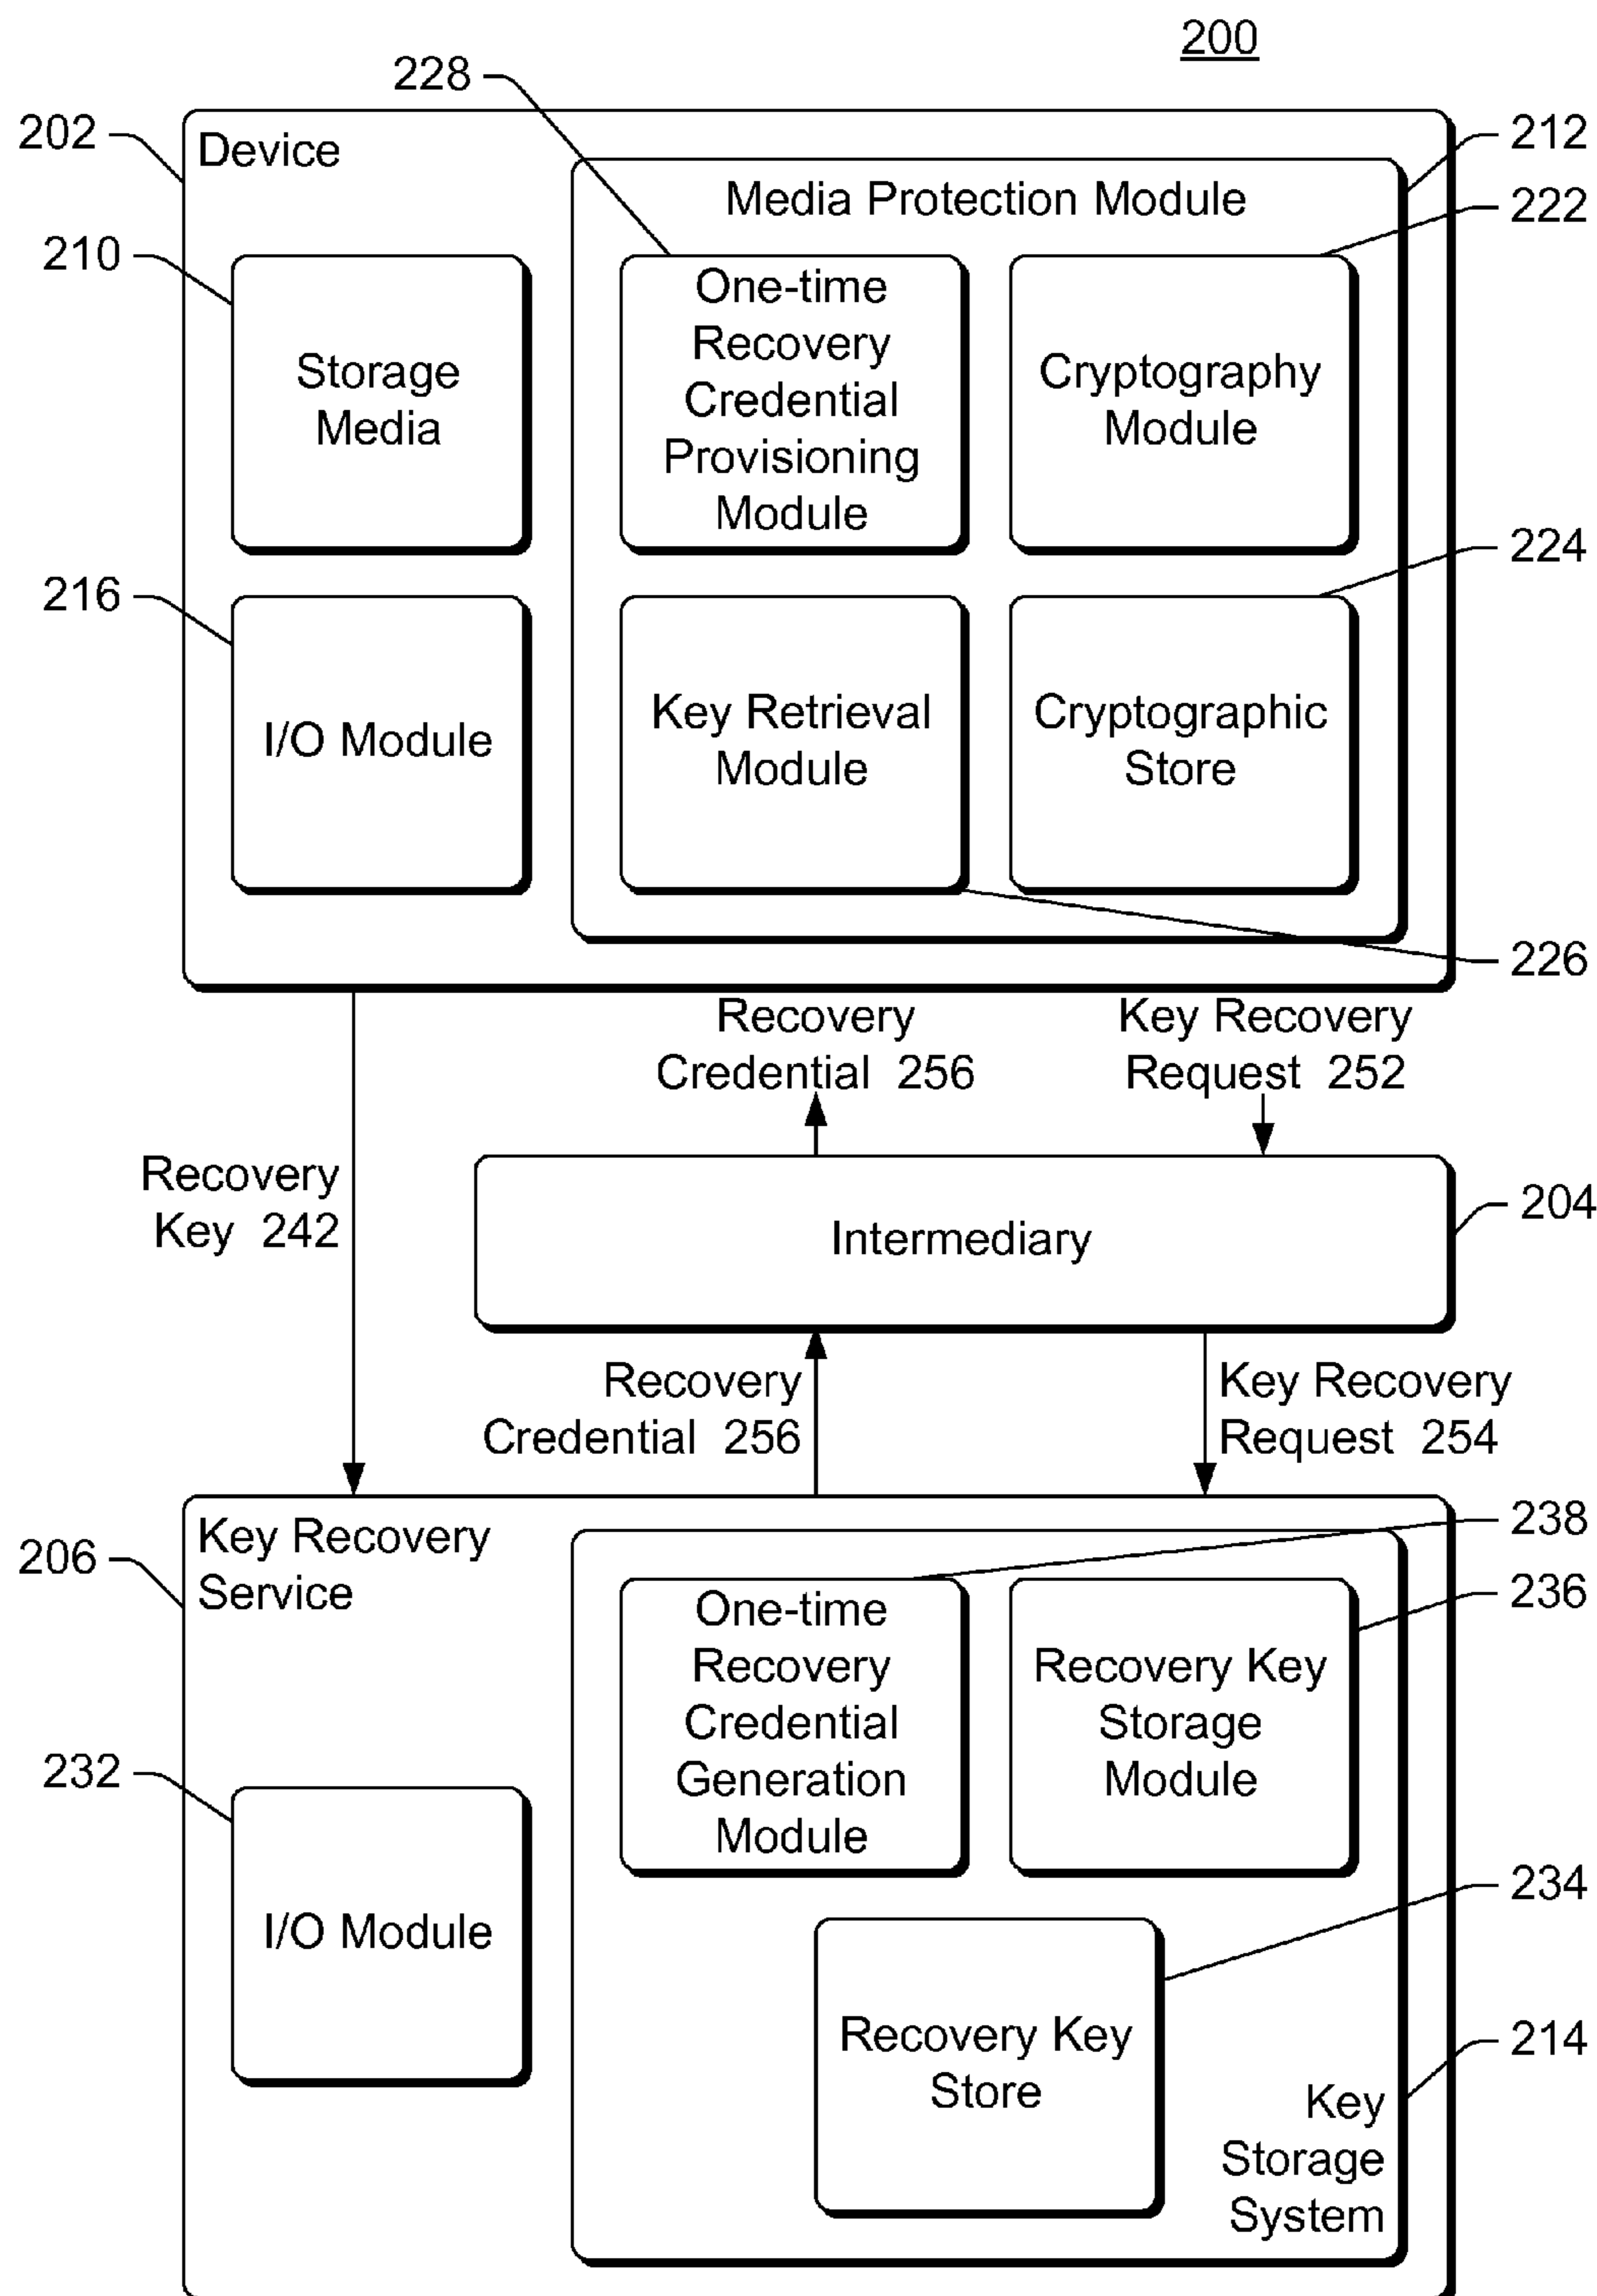 200
228
202
Device
212
Media Protection Module
222
210
One-time
Recovery
Credential
Provisioning
Module
Storage
Media
Cryptography
Module
224
216
I/O Module
Key Retrieval
Module
Cryptographic
Store
226
Recovery
Credential 256
Key Recovery
Request 252
Recovery
Key 242
204
Intermediary
Recovery
Credential 256
Key Recovery
Request 254
238
206
Key Recovery
Service
236
One-time
Recovery
Credential
Generation
Module
Recovery Key
Storage
Module
232
234
I/O Module
Recovery Key
Store
214
Key
Storage
System